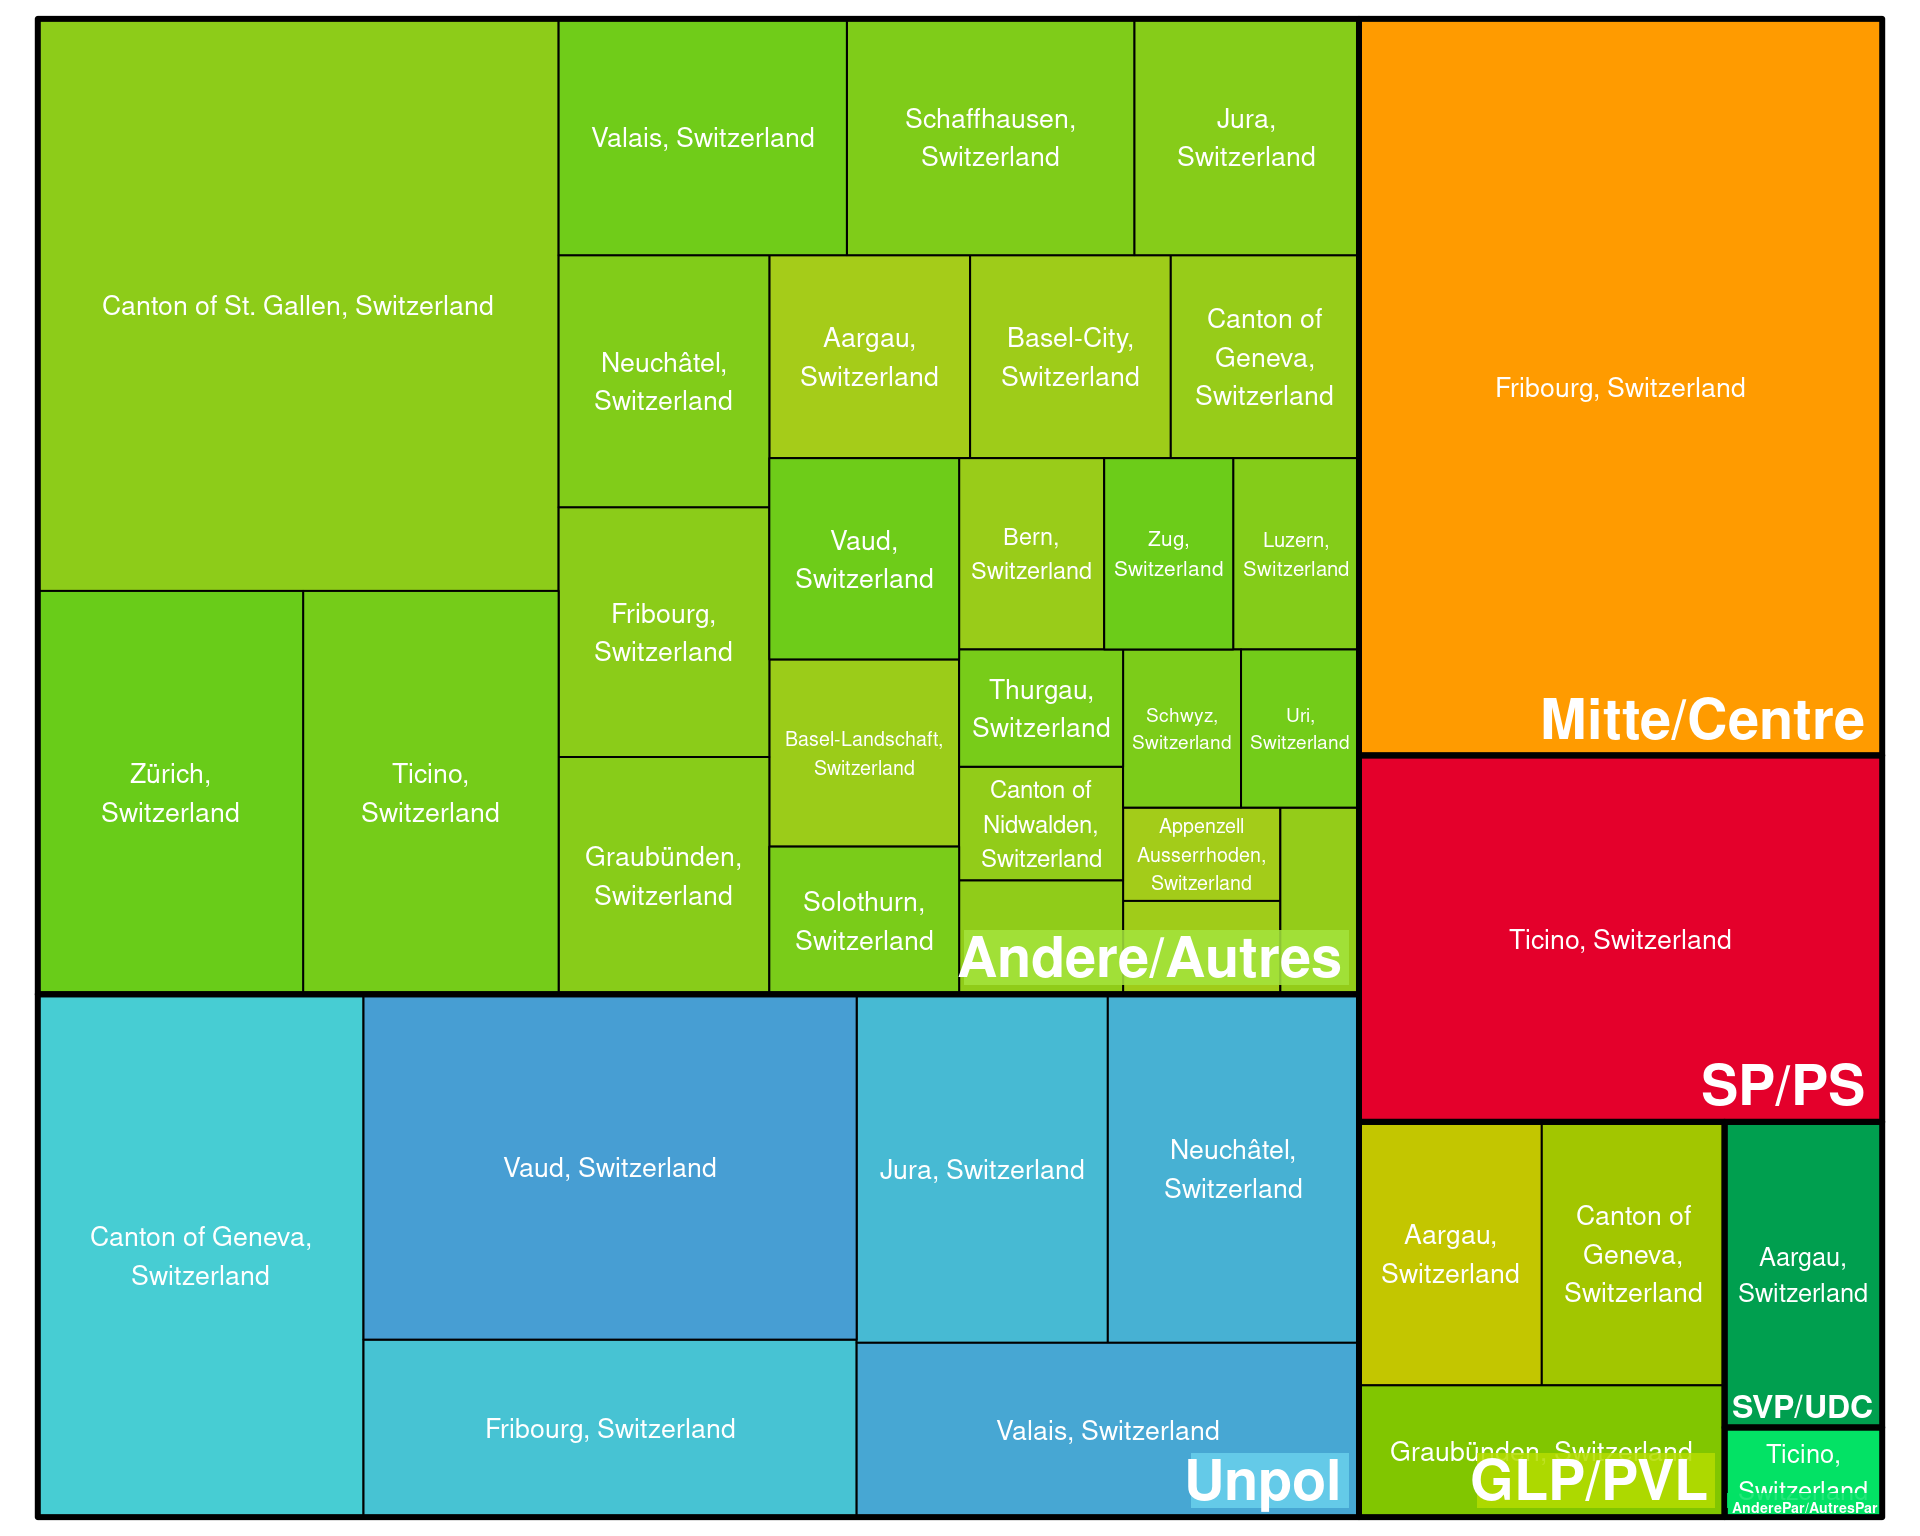 Canton of St. Gallen, Switzerland
Valais, Switzerland
Schaffhausen,
Switzerland
Jura,
Switzerland
Neuchâtel,
Switzerland
Aargau,
Switzerland
Basel-City,
Switzerland
Canton of
Geneva,
Switzerland
Fribourg, Switzerland
Mitte/Centre
Vaud,
Switzerland
Bern,
Switzerland
Zug,
Switzerland
Luzern,
Switzerland
Fribourg,
Switzerland
Thurgau,
Switzerland
Schwyz,
Switzerland
Uri,
Switzerland
Zürich,
Switzerland
Ticino,
Switzerland
Graubünden,
Switzerland
Basel-Landschaft,
Switzerland
Canton of
Nidwalden,
Switzerland
Appenzell
Ausserrhoden,
Switzerland
Solothurn,
Switzerland
Andere/Autres
Ticino, Switzerland
SP/PS
Canton of Geneva,
Switzerland
Vaud, Switzerland
Jura, Switzerland
Neuchâtel,
Switzerland
Fribourg, Switzerland
Valais, Switzerland
Unpol
Aargau,
Switzerland
Canton of
Geneva,
Switzerland
Graubünden, Switzerland
GLP/PVL
Aargau,
Switzerland
SVP/UDC
Ticino,
Switzerland
AnderePar/AutresPar